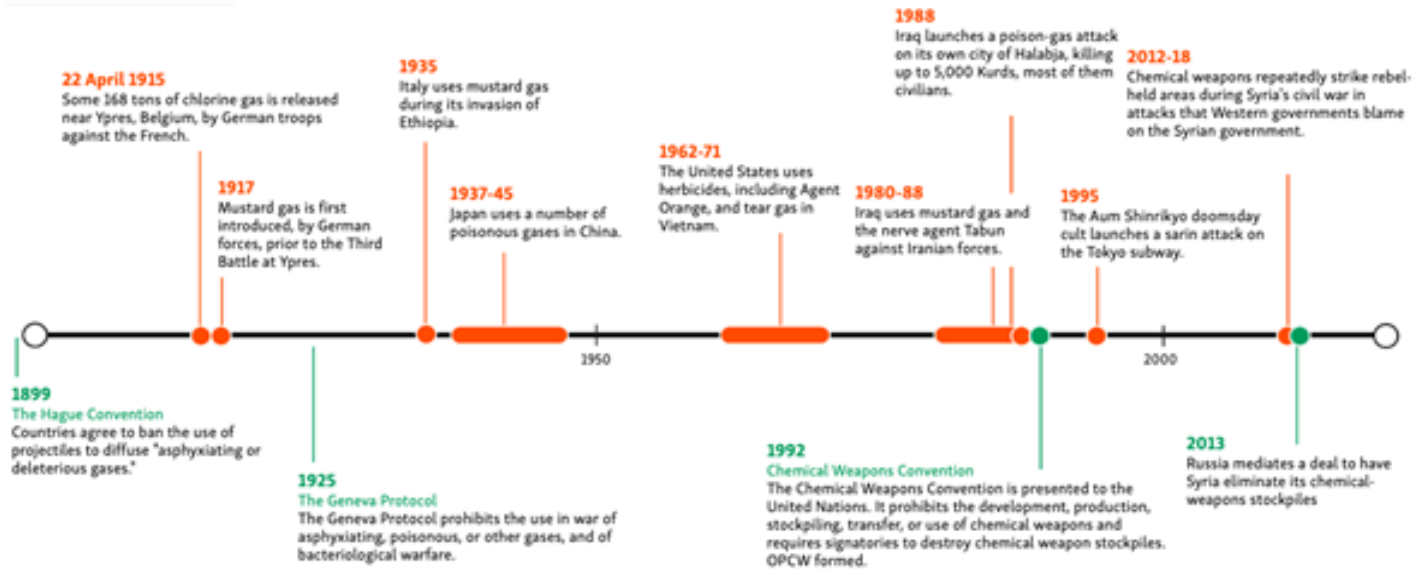 22 April 1915
Some 168 tons of chlorine gas is released
near Ypres, Belgium, by German troops
against the French.
1917
Mustard gas is first
introduced, by German
forces, prior to the Third
Battle at Ypres.
1935
Italy uses mustard gas
during its invasion of
Ethiopia.
1937-45
Japan uses a number of
poisonous gases in China.
1962-71
The United States uses
herbicides, including Agent
Orange, and tear gas in
Vietnam.
1980-88
Iraq uses mustard gas and
the nerve agent Tabun
against Iranian forces.
1988
Iraq launches a poison-gas attack
on its own city of Halabja, killing
up to 5,000 Kurds, most of them
civilians.
1995
The Aum Shinrikyo doomsday
cult launches a sarin attack on
the Tokyo subway.
2012-18
Chemical weapons repeatedly strike rebel-
held areas during Syria's civil war in
attacks that Western governments blame
on the Syrian government.
1950
2000
1899
The Hague Convention
Countries agree to ban the use of
projectiles to diffuse "asphyxiating or
deleterious gases."
1925
The Geneva Protocol
The Geneva Protocol prohibits the use in war of
asphyxiating, poisonous, or other gases, and of
bacteriological warfare.
1992
Chemical Weapons Convention
The Chemical Weapons Convention is presented to the
United Nations. It prohibits the development, production,
stockpiling, transfer, or use of chemical weapons and
requires signatories to destroy chemical weapon stockpiles.
OPCW formed.
2013
Russia mediates a deal to have
Syria eliminate its chemical-
weapons stockpiles